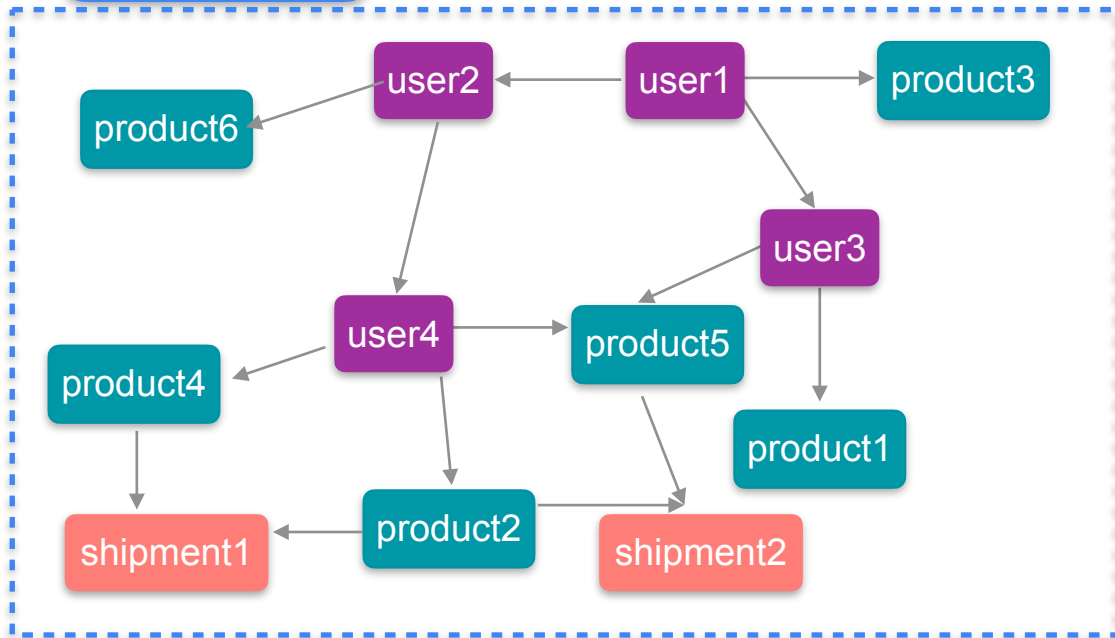 user2
user1
product3
product6
user3
user4
product5
product4
product1
product2
shipment1
shipment2